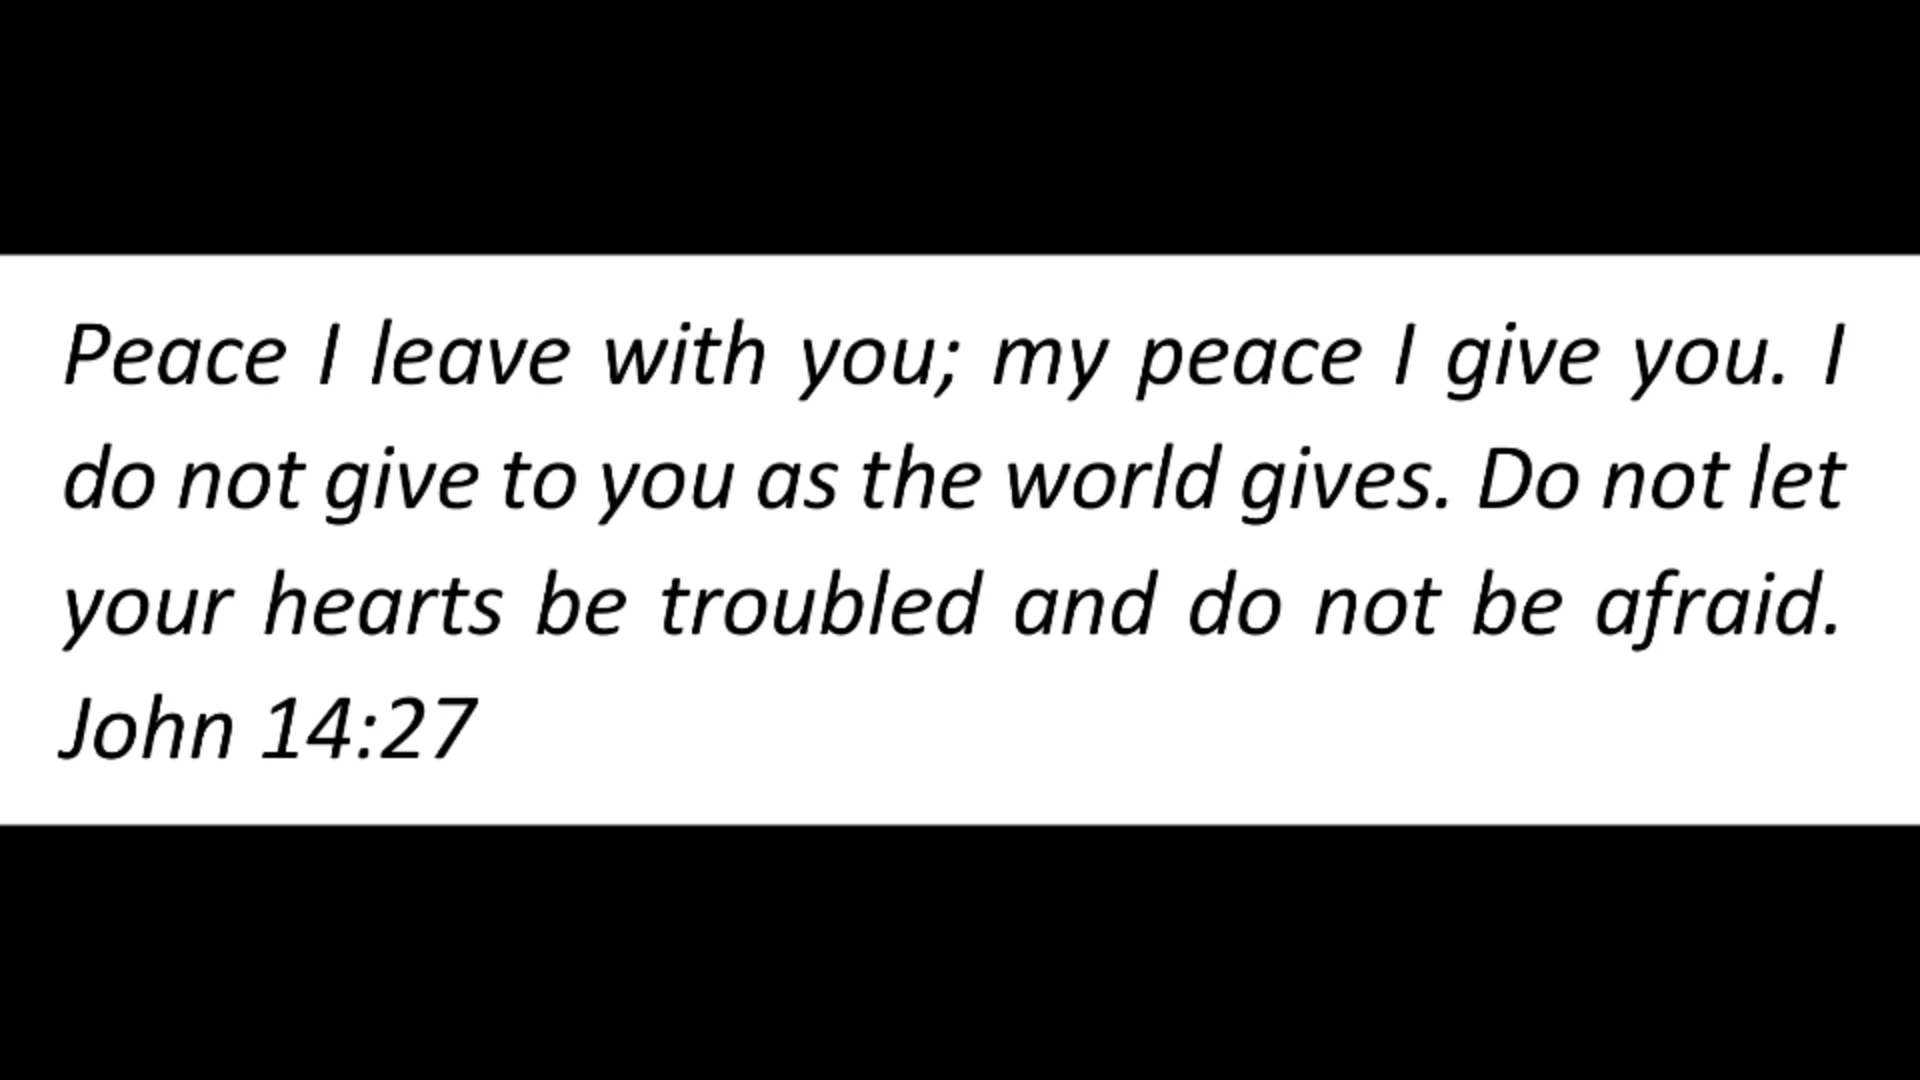 Peace I leave with you; my peace I give you. I
do not give to you as the world gives. Do not let
your hearts be troubled and do not be afraid.
John 14:27